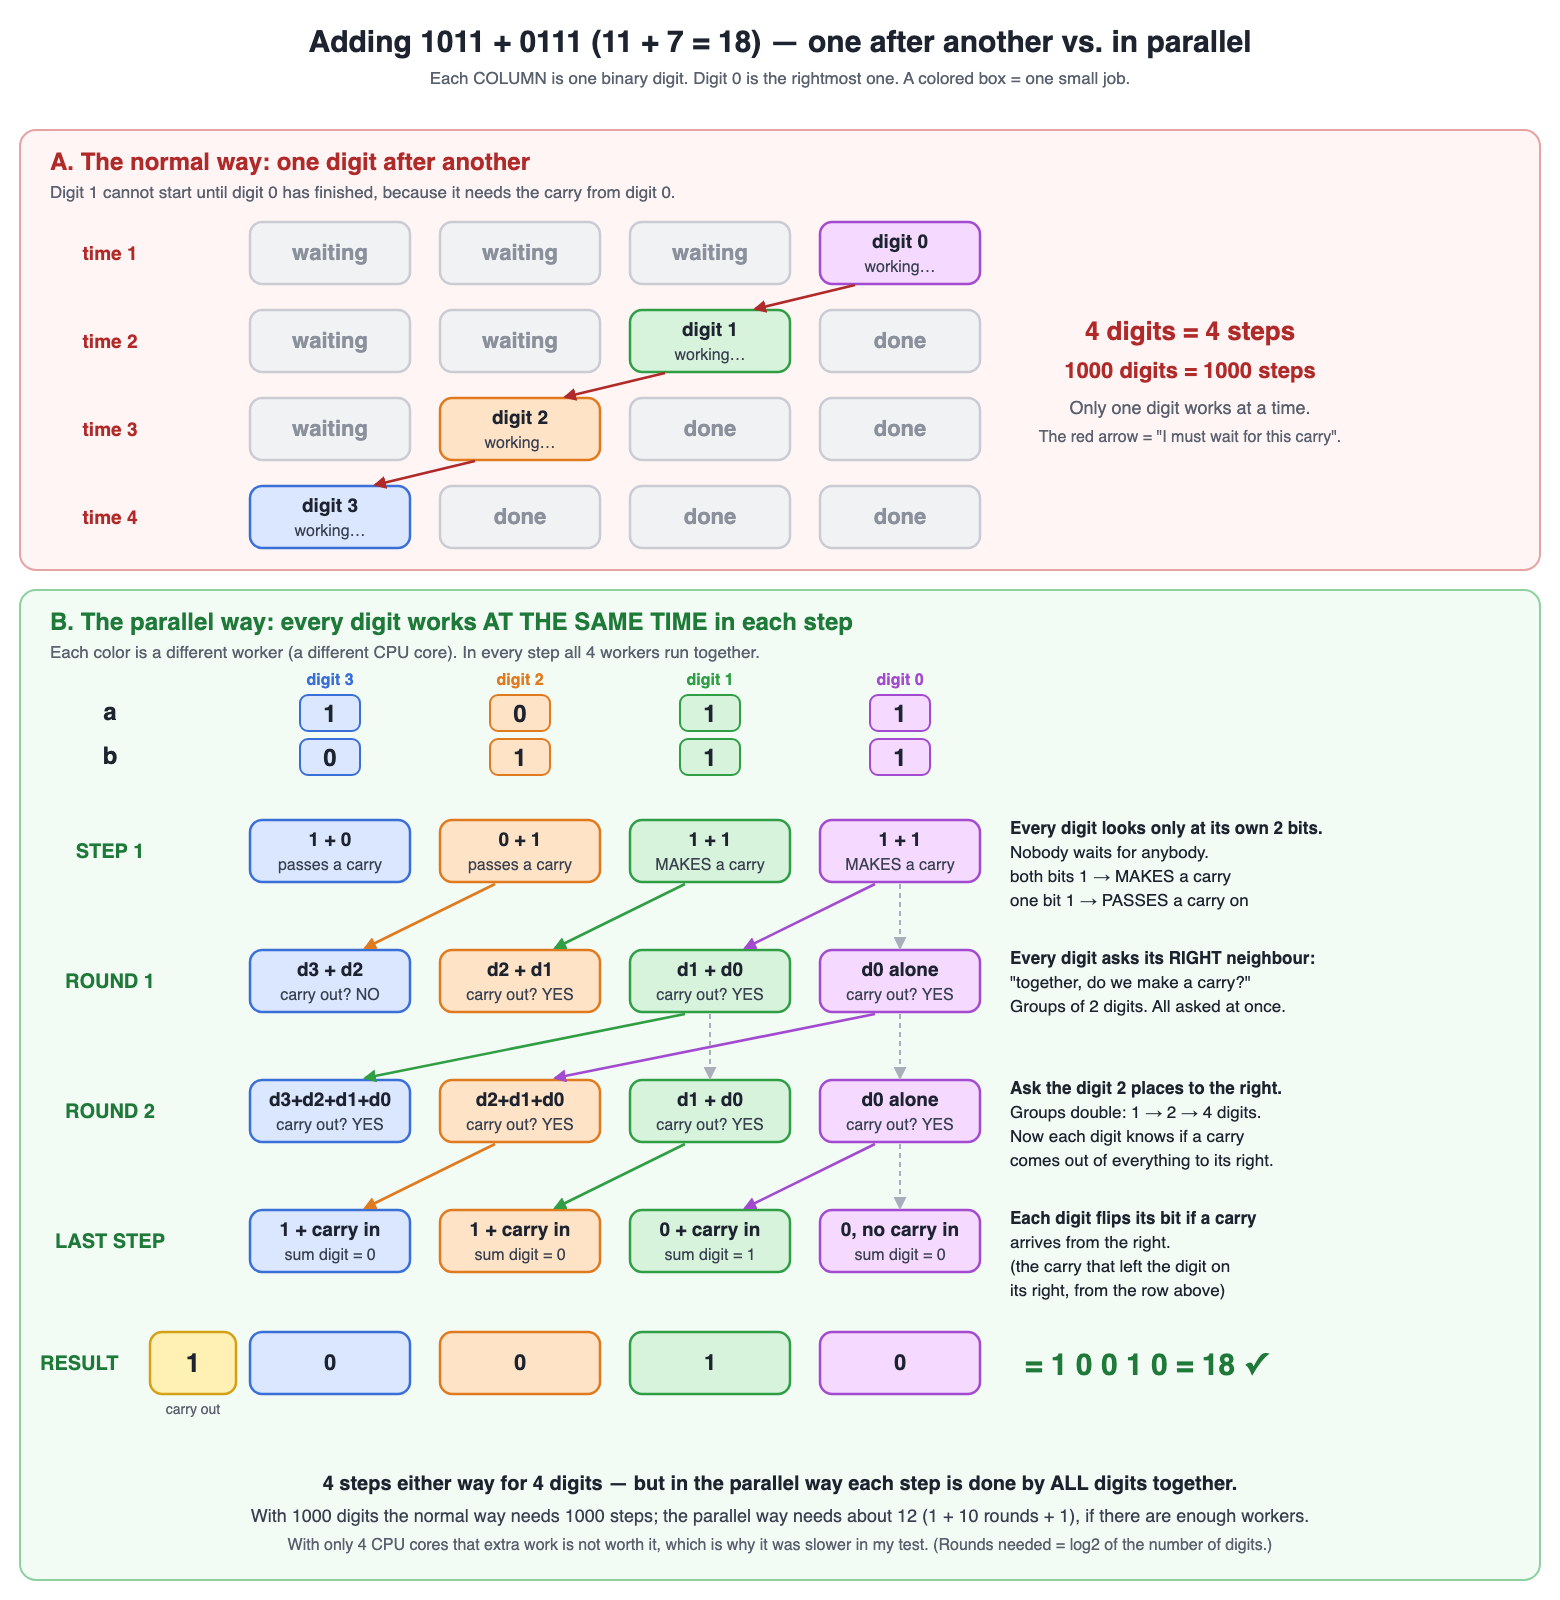 Adding 1011 + 0111 (11 + 7 = 18) — one after another vs. in parallel
Each COLUMN is one binary digit. Digit 0 is the rightmost one. A colored box = one small job.
A. The normal way: one digit after another
Digit 1 cannot start until digit 0 has finished, because it needs the carry from digit 0.
time 1
waiting
waiting
waiting
digit 0
working…
time 2
waiting
waiting
digit 1
working…
done
time 3
waiting
digit 2
working…
done
done
time 4
digit 3
working…
done
done
done
4 digits = 4 steps
1000 digits = 1000 steps
Only one digit works at a time.
The red arrow = "I must wait for this carry".
B. The parallel way: every digit works AT THE SAME TIME in each step
Each color is a different worker (a different CPU core). In every step all 4 workers run together.
digit 3
digit 2
digit 1
digit 0
a
1
0
1
1
b
0
1
1
1
STEP 1
1 + 0
passes a carry
0 + 1
passes a carry
1 + 1
MAKES a carry
1 + 1
MAKES a carry
Every digit looks only at its own 2 bits.
Nobody waits for anybody.
both bits 1 → MAKES a carry
one bit 1 → PASSES a carry on
ROUND 1
d3 + d2
carry out? NO
d2 + d1
carry out? YES
d1 + d0
carry out? YES
d0 alone
carry out? YES
Every digit asks its RIGHT neighbour:
"together, do we make a carry?"
Groups of 2 digits. All asked at once.
ROUND 2
d3+d2+d1+d0
carry out? YES
d2+d1+d0
carry out? YES
d1 + d0
carry out? YES
d0 alone
carry out? YES
Ask the digit 2 places to the right.
Groups double: 1 → 2 → 4 digits.
Now each digit knows if a carry
comes out of everything to its right.
LAST STEP
1 + carry in
sum digit = 0
1 + carry in
sum digit = 0
0 + carry in
sum digit = 1
0, no carry in
sum digit = 0
Each digit flips its bit if a carry
arrives from the right.
(the carry that left the digit on
its right, from the row above)
RESULT
1
carry out
0
0
1
0
= 1 0 0 1 0 = 18 ✓
4 steps either way for 4 digits — but in the parallel way each step is done by ALL digits together.
With 1000 digits the normal way needs 1000 steps; the parallel way needs about 12 (1 + 10 rounds + 1), if there are enough workers.
With only 4 CPU cores that extra work is not worth it, which is why it was slower in my test. (Rounds needed = log2 of the number of digits.)